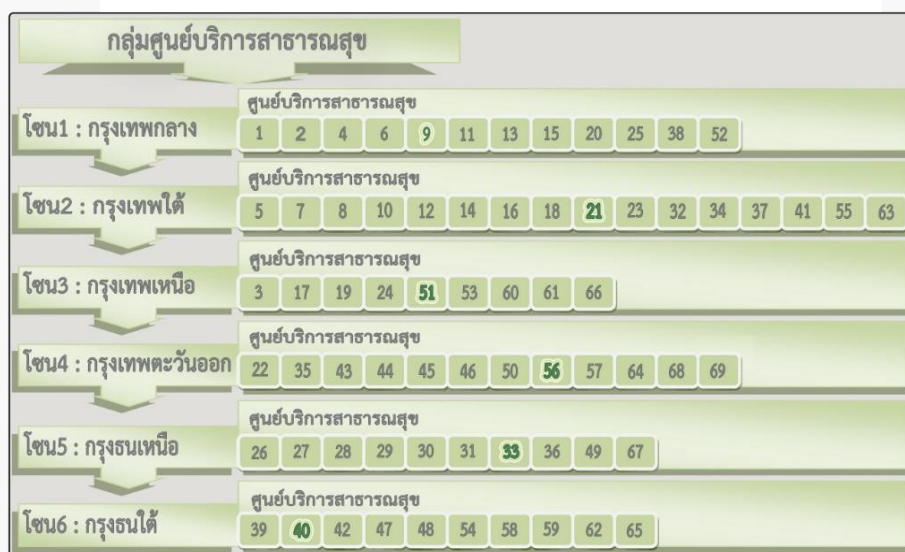 กลุ่มศูนย์บริการสาธารณสุข
ศูนย์บริการสาธารณสุข
โซน1 : กรุงเทพกลาง 1 2 4 6 9 11 13 15 20 25 38 52
ศูนย์บริการสาธารณสุข
โซน2 : กรุงเทพใต้ 5 7 8 10 12 14 16 18 21 23 32 34 37 41 55 63
ศูนย์บริการสาธารณสุข
โซน3 : กรุงเทพเหนือ 3 17 19 24 51 53 60 61 66
ศูนย์บริการสาธารณสุข
โซน4 : กรุงเทพตะวันออก 22 35 43 44 45 46 50 56 57 64 68 69
ศูนย์บริการสาธารณสุข
โซน5 : กรุงธนเหนือ 26 27 28 29 30 31 33 36 49 67
ศูนย์บริการสาธารณสุข
โซน6 : กรุงธนใต้ 39 40 42 47 48 54 58 59 62 65